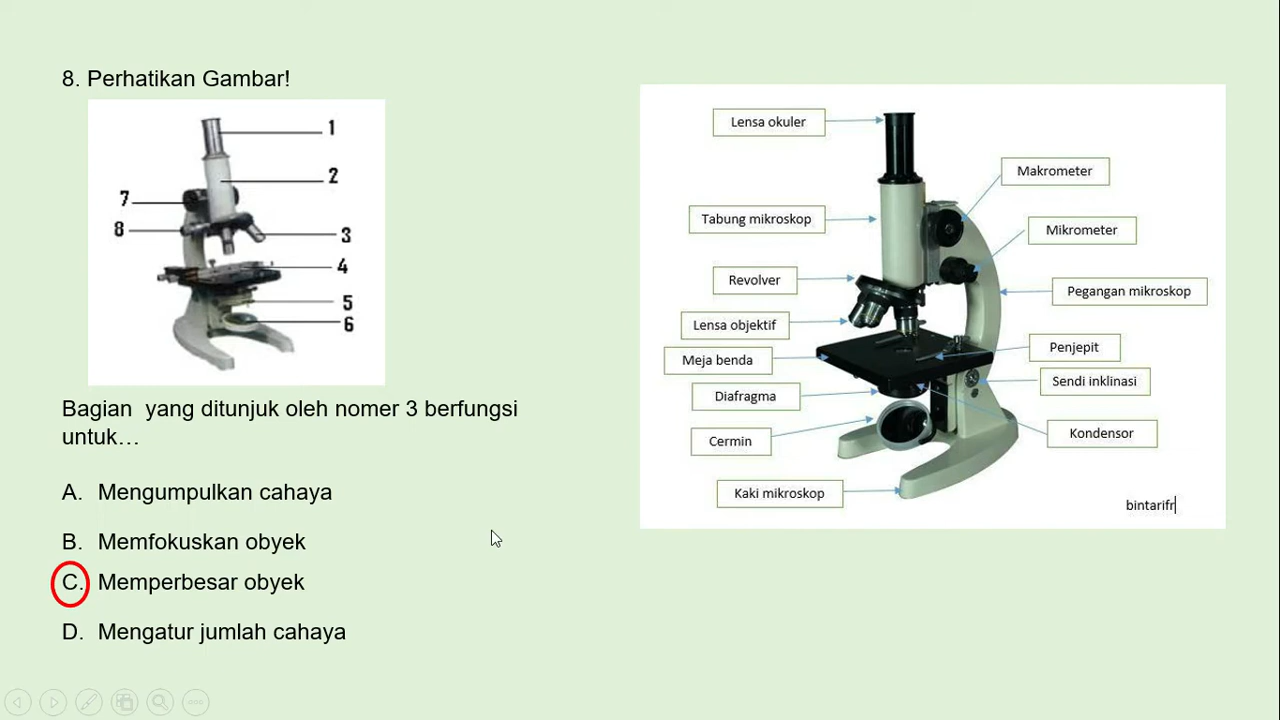 8. Perhatikan Gambar!
1
2
7
8
3
4
5
6
Bagian yang ditunjuk oleh nomer 3 berfungsi
untuk…
A. Mengumpulkan cahaya
B. Memfokuskan obyek
C. Memperbesar obyek
D. Mengatur jumlah cahaya
Lensa okuler
Makrometer
Tabung mikroskop
Mikrometer
Revolver
Pegangan mikroskop
Lensa objektif
Penjepit
Meja benda
Sendi inklinasi
Diafragma
Kondensor
Cermin
Kaki mikroskop
bintarifr